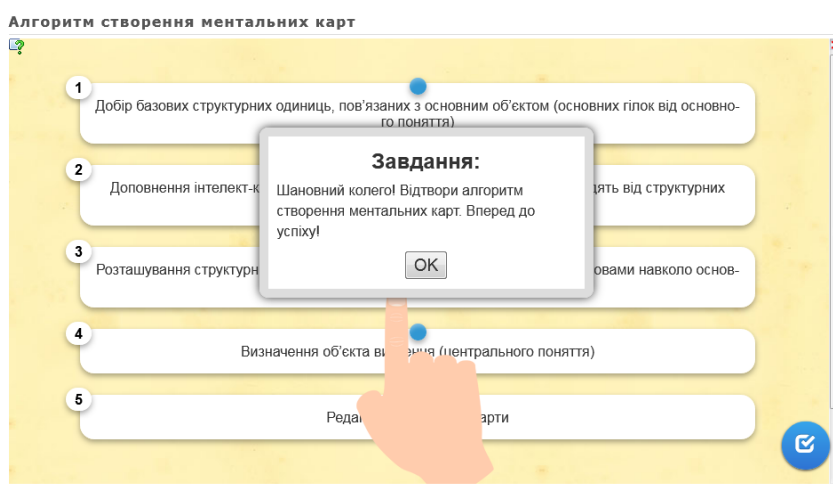 Алгоритм створення ментальних карт
1
Добір базових структурних одиниць, пов’язаних з основним об’єктом (основних гілок від основно-
го поняття)
Завдання:
Шановний колего! Відтвори алгоритм
створення ментальних карт. Вперед до
успіху!
OK
2
Доповнення інтелект-к дять від структурних
3
Розташування структурн овами навколо основ-
4
Визначення об’єкта в ння (центрального поняття)
5
Реда арти